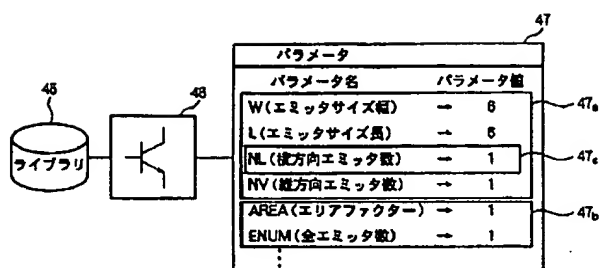 47
パラメータ
パラメータ名 パラメータ値
W(エミッタサイズ幅) → 6
L(エミッタサイズ長) → 6
NL(横方向エミッタ数) → 1
NV(縦方向エミッタ数) → 1
AREA(エリアファクター) → 1
ENUM(全エミッタ数) → 1
47a
47c
47b
45
ライブラリ
46